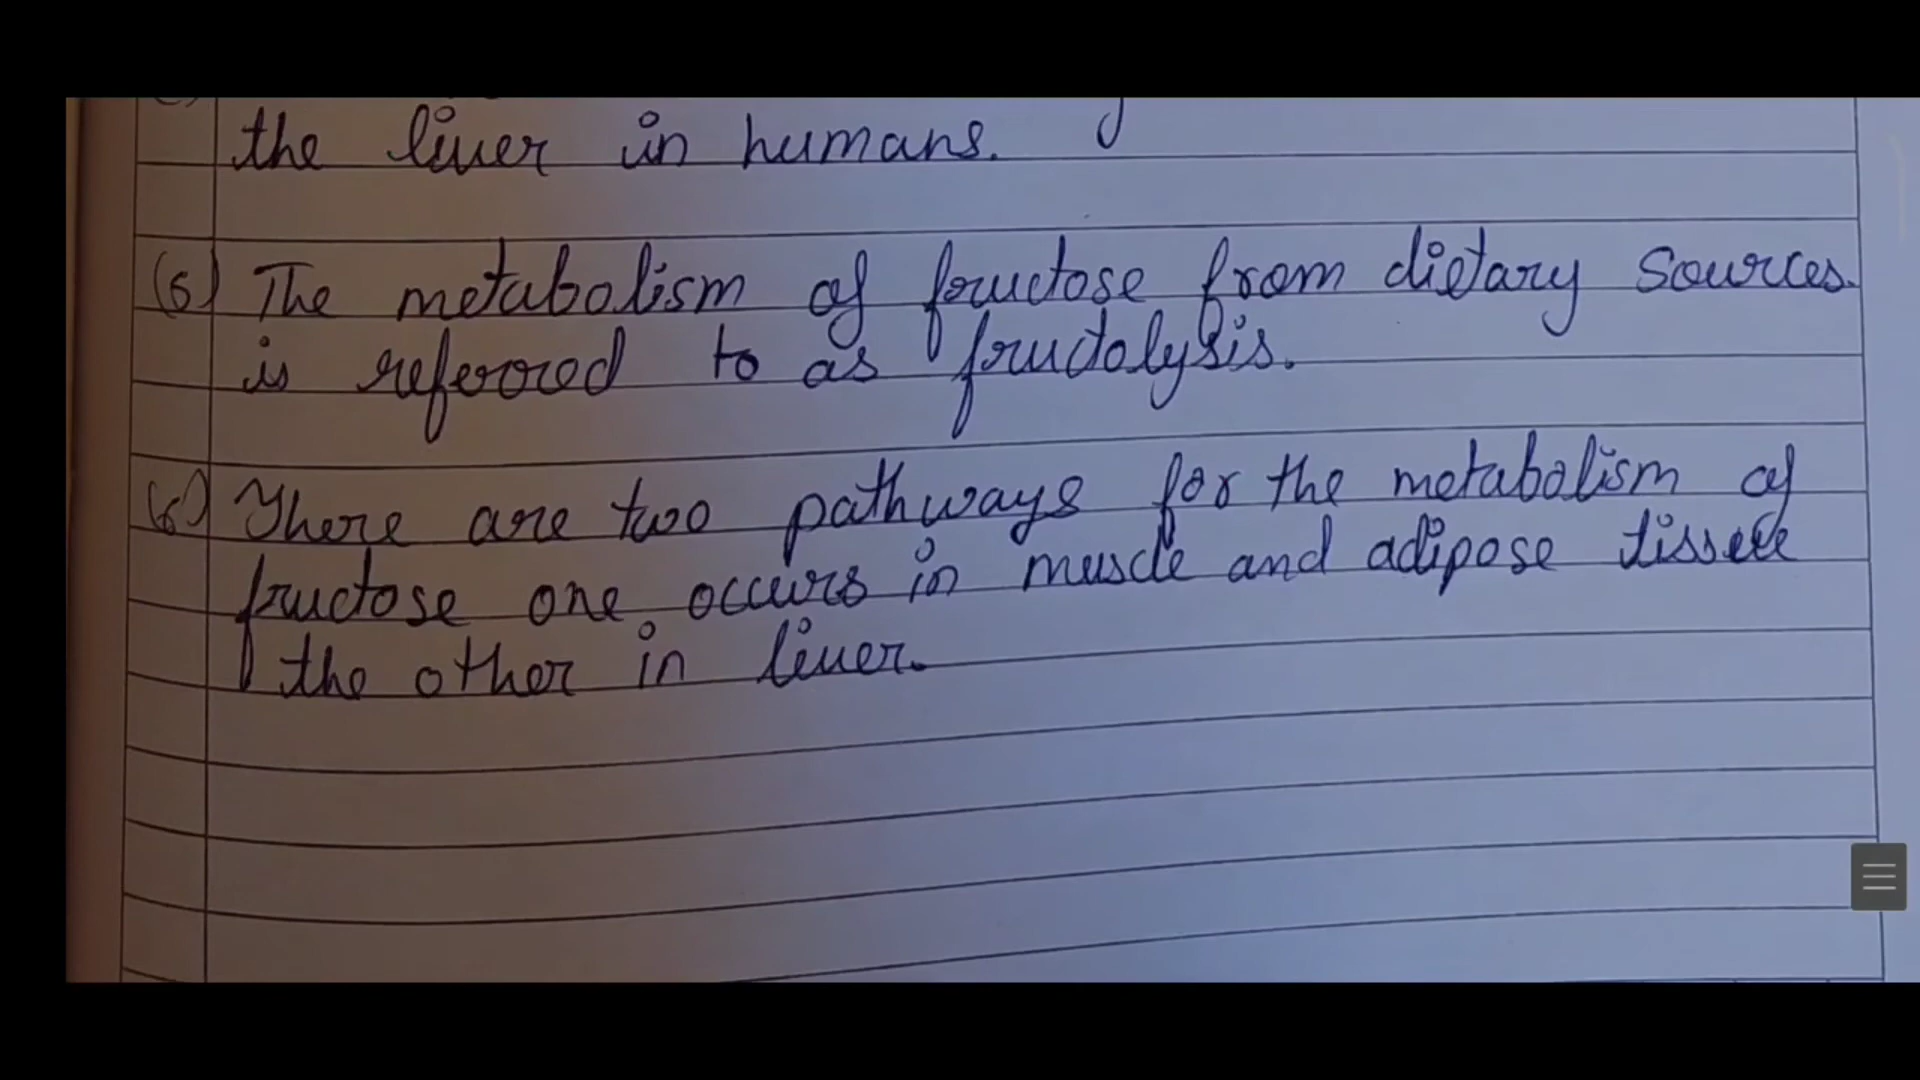 the liver in humans.
(5) The metabolism of fructose from dietary sources.
is referred to as fructolysis.
(6) There are two pathways for the metabolism of
fructose one occurs in muscle and adipose tissue
the other in liver.